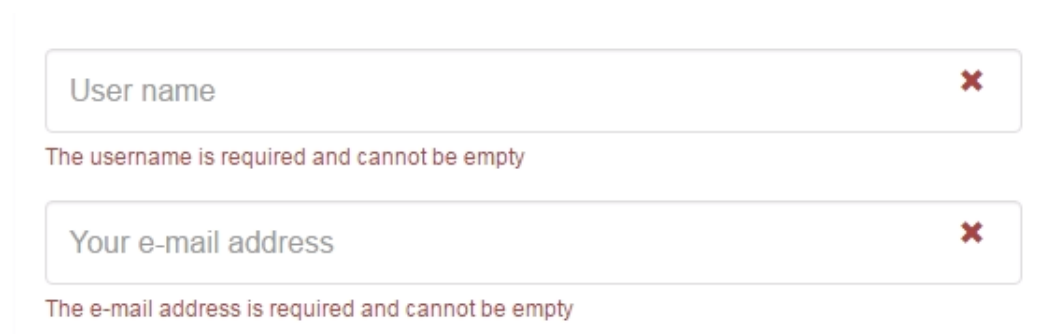 User name
The username is required and cannot be empty
Your e-mail address
The e-mail address is required and cannot be empty